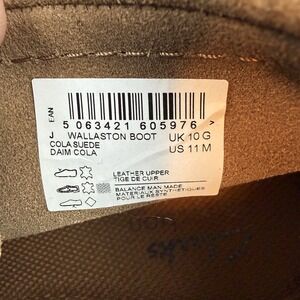 EAN
5 063421 605976 >
J WALLASTON BOOT UK 10 G
COLA SUEDE US 11 M
DAIM COLA
LEATHER UPPER
TIGE DE CUIR
BALANCE MAN MADE
MATERIAUX SYNTHETIQUES
POUR LE RESTE